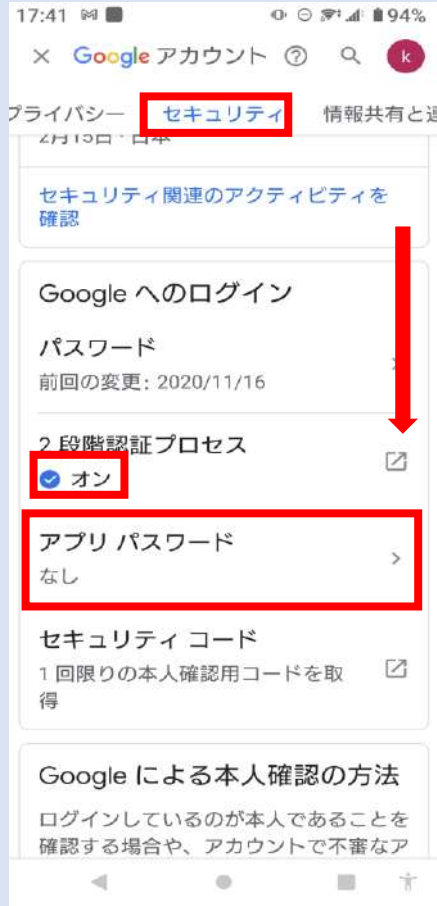 17:41 94%
Google アカウント k
プライバシー セキュリティ 情報共有と連
2月15日・日本
セキュリティ関連のアクティビティを
確認
Google へのログイン
パスワード
前回の変更: 2020/11/16
2 段階認証プロセス
オン
アプリ パスワード
なし
セキュリティ コード
1 回限りの本人確認用コードを取
得
Google による本人確認の方法
ログインしているのが本人であることを
確認する場合や、アカウントで不審なア